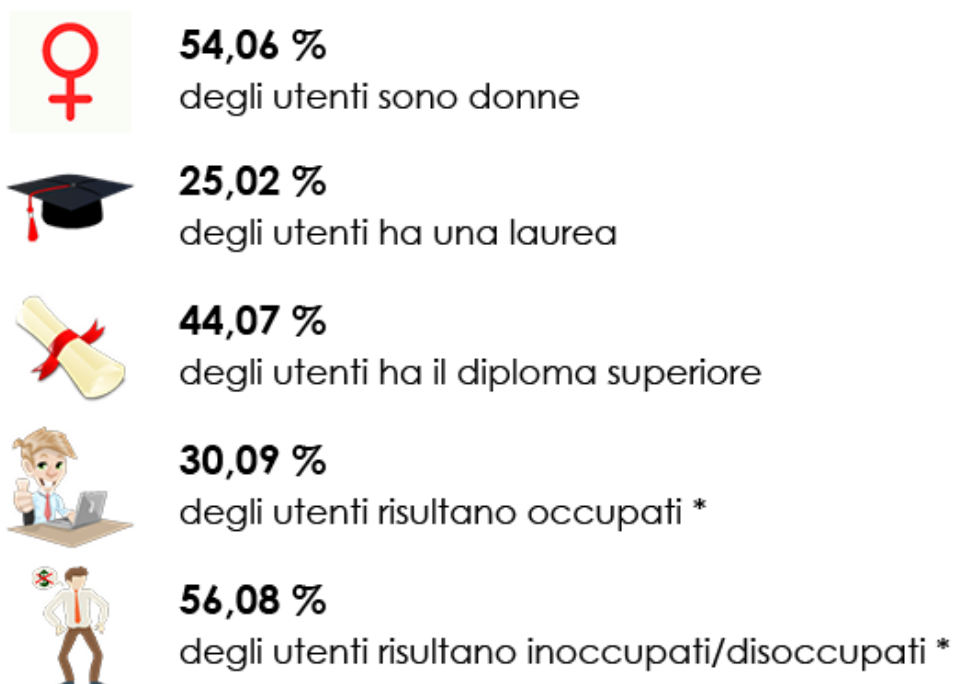 54,06 %
degli utenti sono donne
25,02 %
degli utenti ha una laurea
44,07 %
degli utenti ha il diploma superiore
30,09 %
degli utenti risultano occupati *
56,08 %
degli utenti risultano inoccupati/disoccupati *